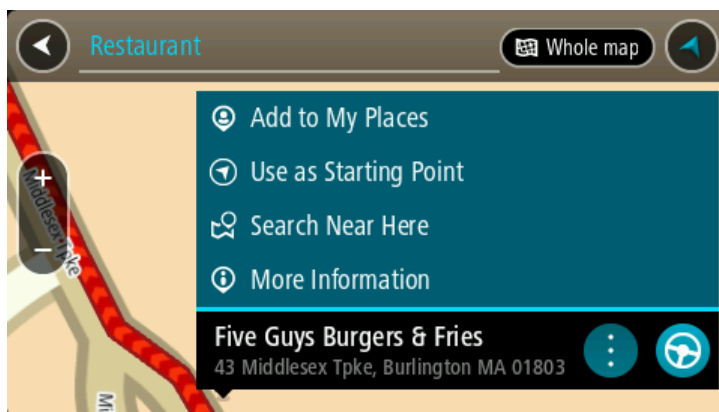 Restaurant
Whole map
Add to My Places
Use as Starting Point
Search Near Here
More Information
Five Guys Burgers & Fries
43 Middlesex Tpke, Burlington MA 01803
+
−
Middlesex Tpke
Mi